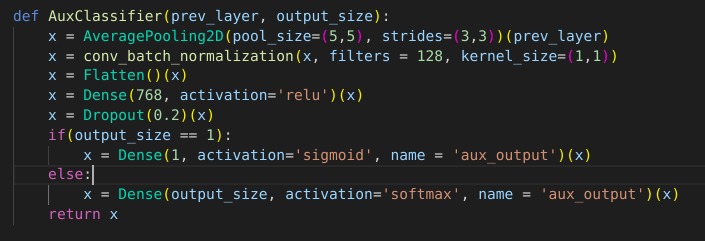 def AuxClassifier(prev_layer, output_size):
    x = AveragePooling2D(pool_size=(5,5), strides=(3,3))(prev_layer)
    x = conv_batch_normalization(x, filters = 128, kernel_size=(1,1))
    x = Flatten()(x)
    x = Dense(768, activation='relu')(x)
    x = Dropout(0.2)(x)
    if(output_size == 1):
        x = Dense(1, activation='sigmoid', name = 'aux_output')(x)
    else:
        x = Dense(output_size, activation='softmax', name = 'aux_output')(x)
    return x